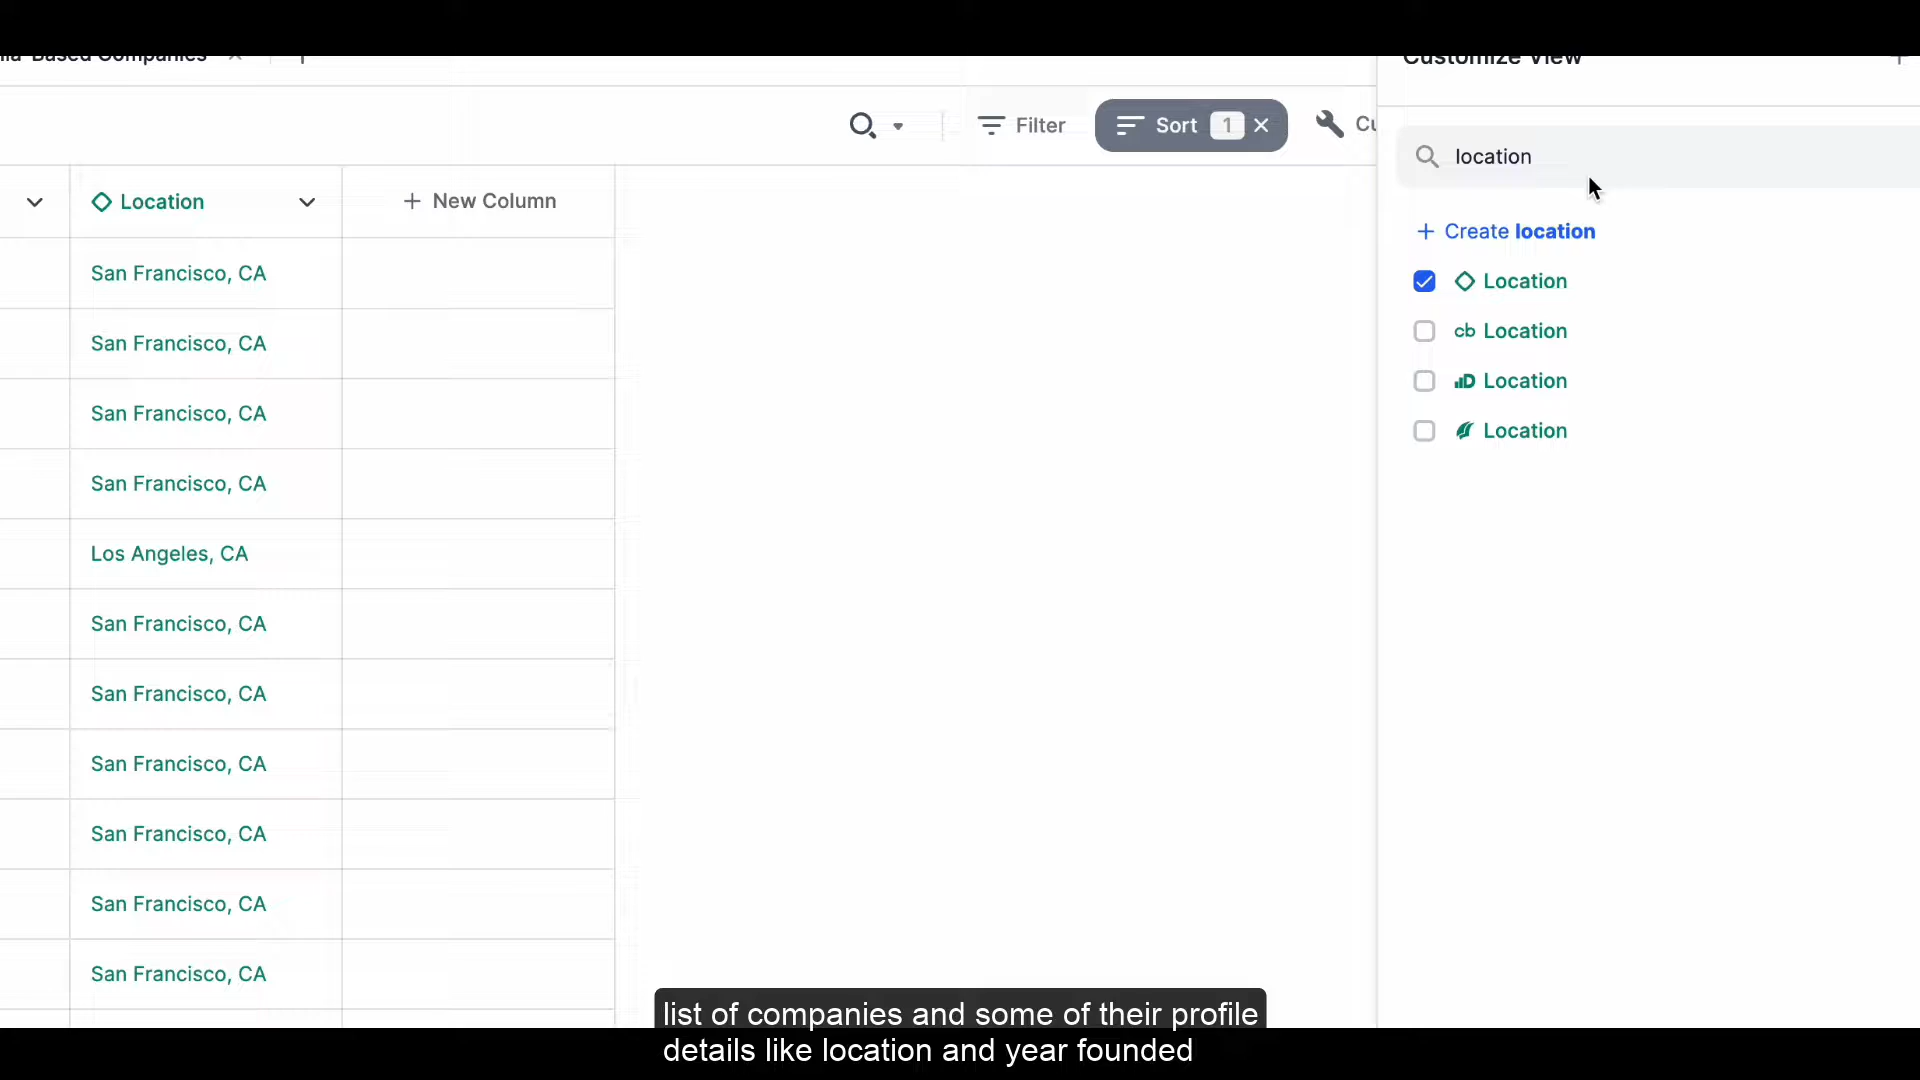 Based Companies
Customize View
Filter
Sort 1
location
Location
+ New Column
+ Create location
San Francisco, CA
Location
San Francisco, CA
Location
San Francisco, CA
Location
San Francisco, CA
Location
Los Angeles, CA
San Francisco, CA
San Francisco, CA
San Francisco, CA
San Francisco, CA
San Francisco, CA
San Francisco, CA
list of companies and some of their profile
details like location and year founded